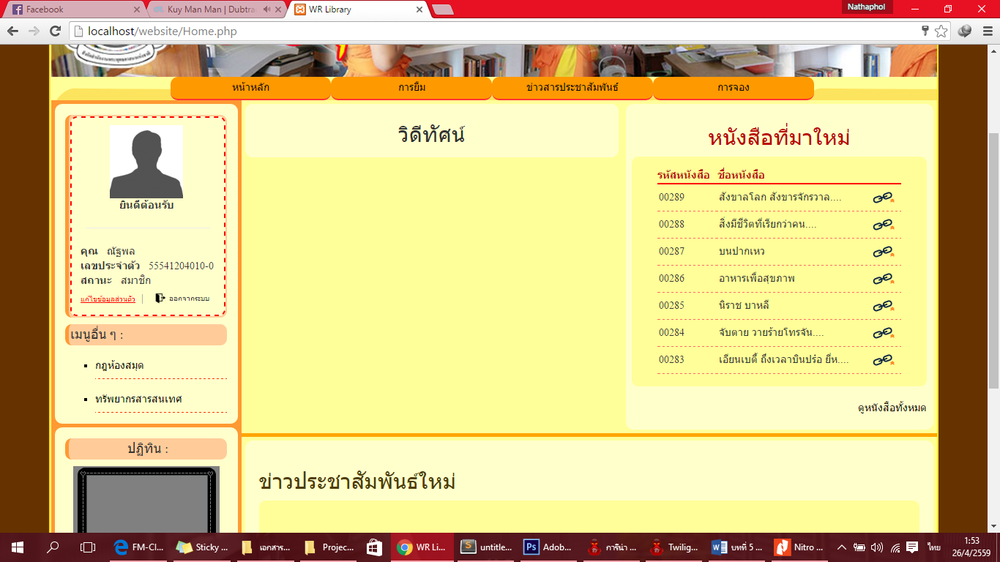 Facebook
Kuy Man Man | Dubtra
WR Library
Nathaphol
localhost/website/Home.php
หน้าหลัก
การยืม
ข่าวสารประชาสัมพันธ์
การจอง
ยินดีต้อนรับ
คุณ ณัฐพล
เลขประจำตัว 55541204010-0
สถานะ สมาชิก
แก้ไขข้อมูลส่วนตัว | ออกจากระบบ
เมนูอื่น ๆ :
กฎห้องสมุด
ทรัพยากรสารสนเทศ
ปฏิทิน :
วิดีทัศน์
หนังสือที่มาใหม่
รหัสหนังสือ ชื่อหนังสือ
00289 สังขาลโลก สังขารจักรวาล....
00288 สิ่งมีชีวิตที่เรียกว่าคน....
00287 บนปากเหว
00286 อาหารเพื่อสุขภาพ
00285 นิราช บาหลี
00284 จับตาย วายร้ายโทรจัน....
00283 เอียนเบตี้ ถึงเวลาบินปร๋อ ยี่ห....
ดูหนังสือทั้งหมด
ข่าวประชาสัมพันธ์ใหม่
FM-Cl...
Sticky ...
เอกสาร...
Projec...
WR Li...
untitle...
Adob...
การีน่า ...
Twilig...
บทที่ 5 ...
Nitro ...
ไทย
1:53
26/4/2559